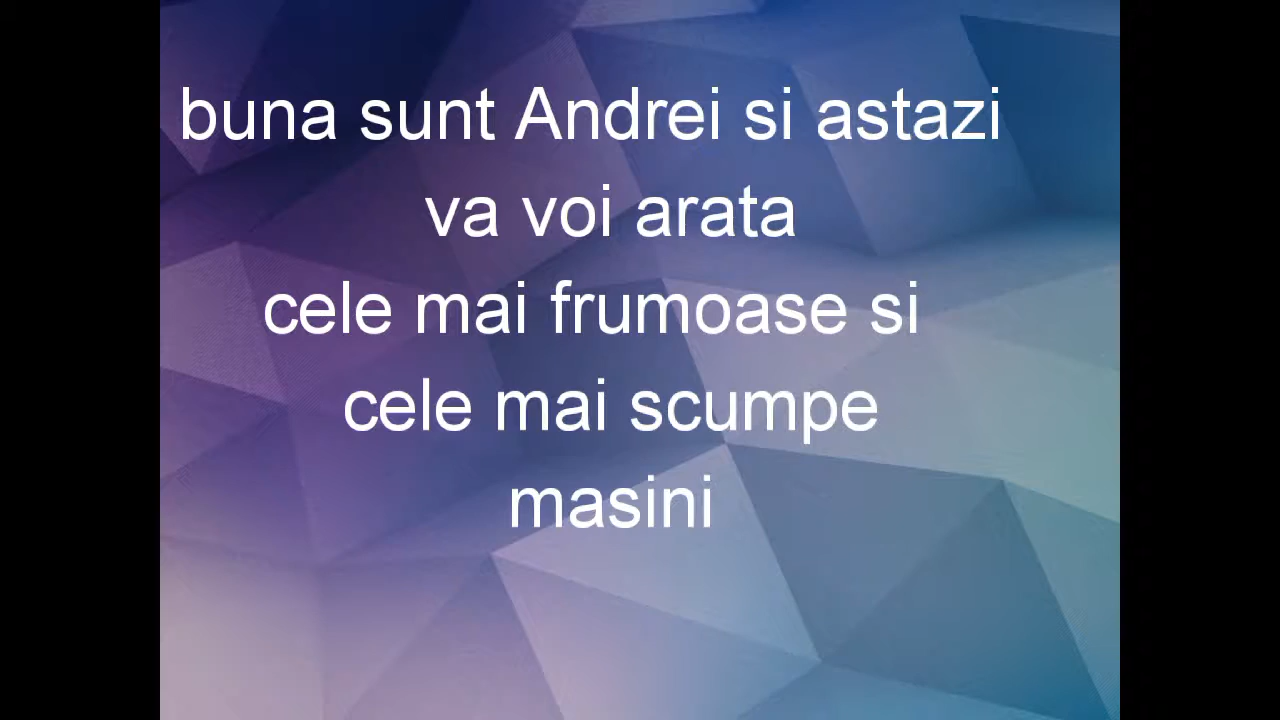 buna sunt Andrei si astazi
va voi arata
cele mai frumoase si
cele mai scumpe
masini